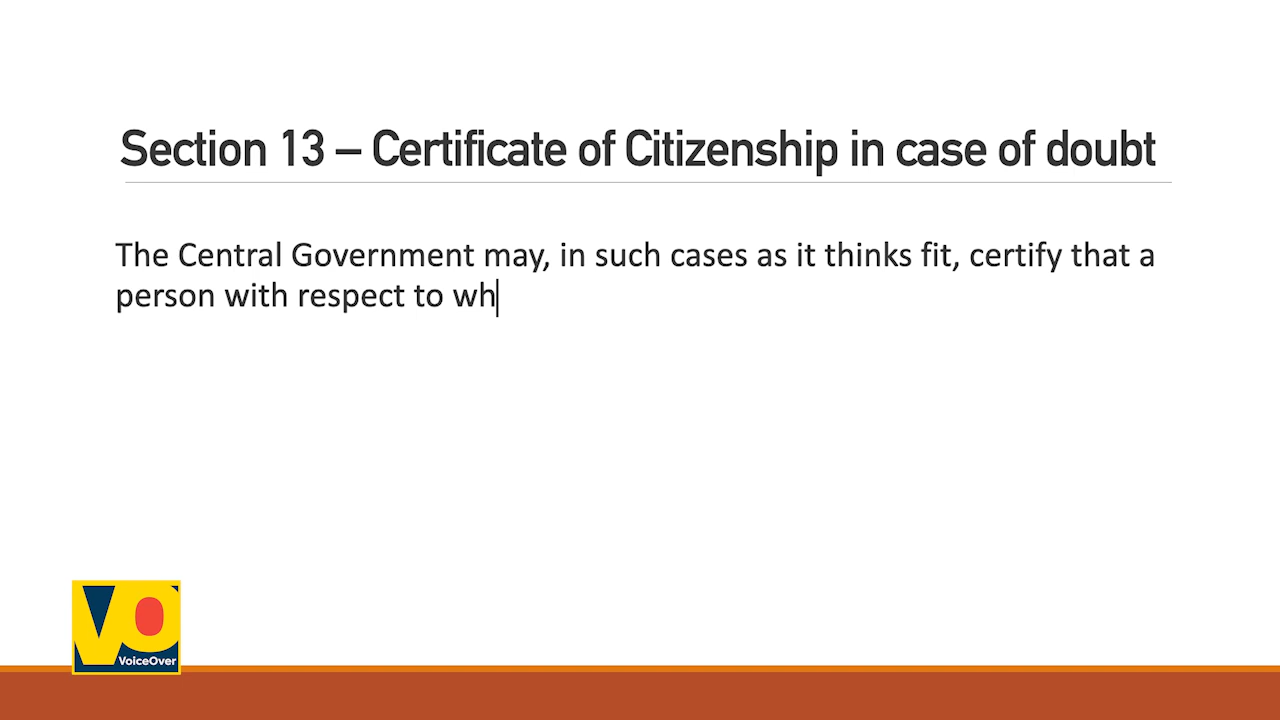 Section 13 – Certificate of Citizenship in case of doubt
The Central Government may, in such cases as it thinks fit, certify that a
person with respect to wh
VO
VoiceOver